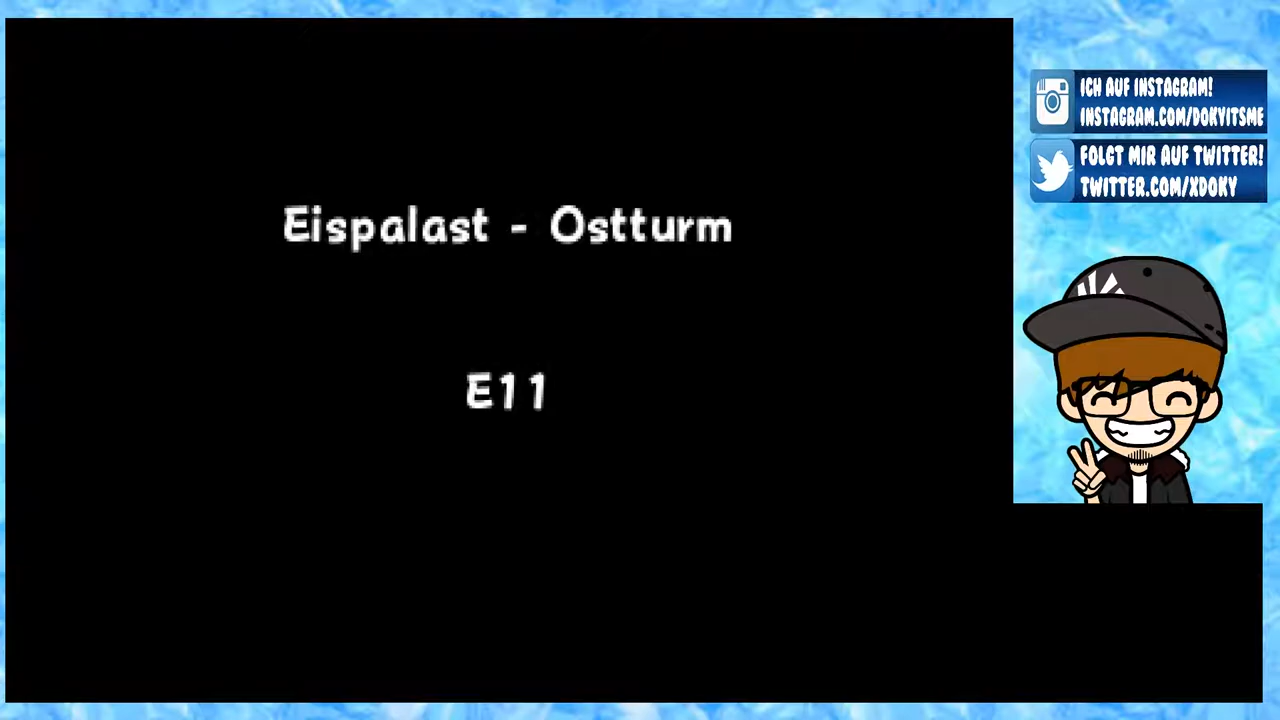 Eispalast - Ostturm
E11
ICH AUF INSTAGRAM!
INSTAGRAM.COM/DOKYITSME
FOLGT MIR AUF TWITTER!
TWITTER.COM/XDOKY